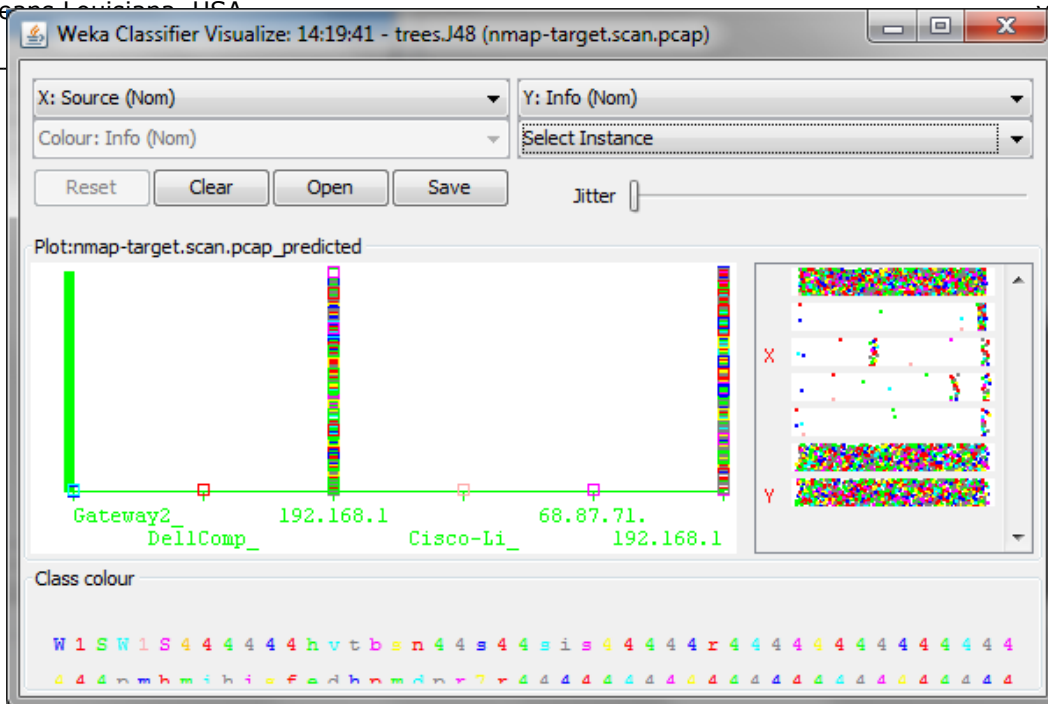 Louisiana, USA
Weka Classifier Visualize: 14:19:41 - trees.J48 (nmap-target.scan.pcap)
X: Source (Nom) Y: Info (Nom)
Colour: Info (Nom) Select Instance
Reset Clear Open Save Jitter
Plot:nmap-target.scan.pcap_predicted
X
Y
Gateway2_ 192.168.1 68.87.71.
DellComp_ Cisco-Li_ 192.168.1
Class colour
W 1 S W 1 S 4 4 4 4 4 4 h v t b s n 4 4 s 4 4 s i s 4 4 4 4 4 r 4 4 4 4 4 4 4 4 4 4 4 4 4 4